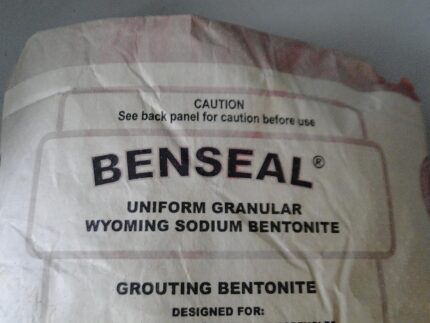 CAUTION
See back panel for caution before use
BENSEAL®
UNIFORM GRANULAR
WYOMING SODIUM BENTONITE
GROUTING BENTONITE
DESIGNED FOR: